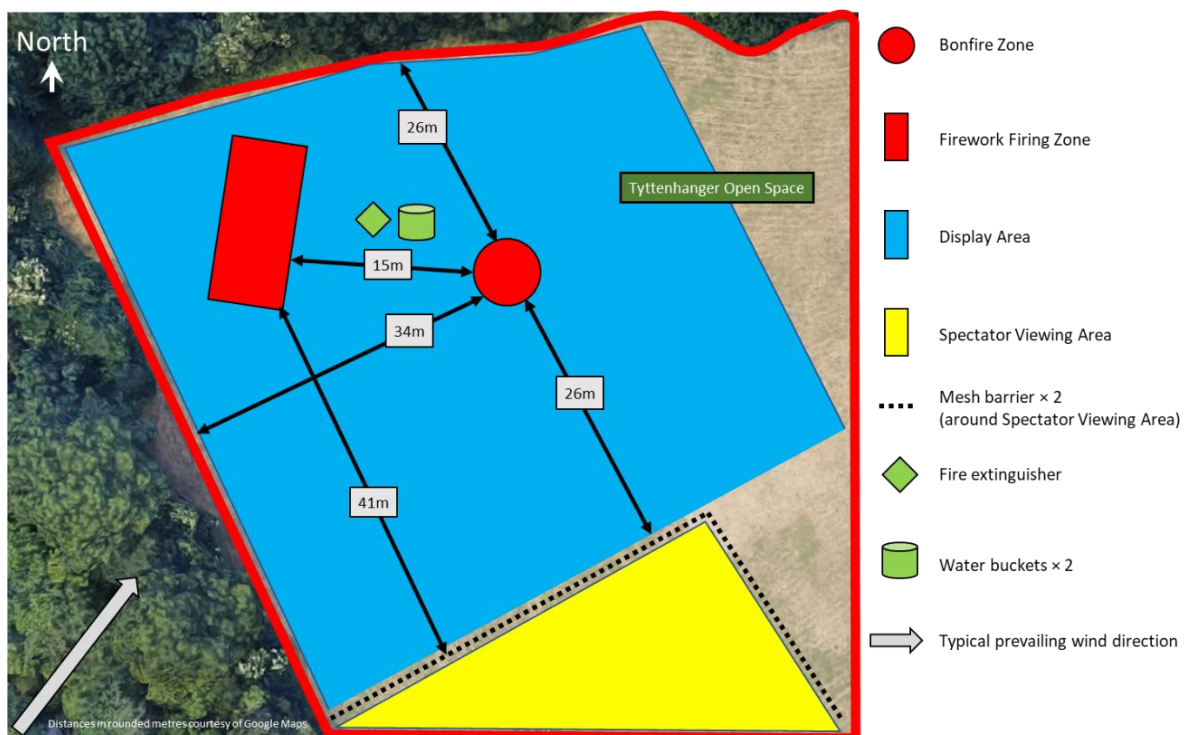 North
26m
Tyttenhanger Open Space
15m
34m
26m
41m
Distances in rounded metres courtesy of Google Maps
Bonfire Zone
Firework Firing Zone
Display Area
Spectator Viewing Area
Mesh barrier × 2
(around Spectator Viewing Area)
Fire extinguisher
Water buckets × 2
Typical prevailing wind direction